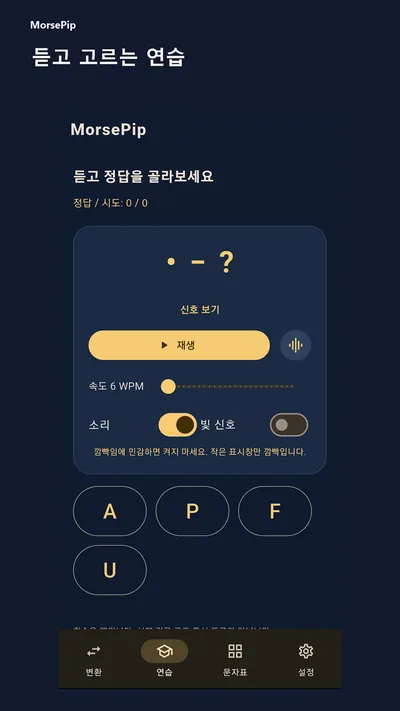 MorsePip
듣고 고르는 연습
MorsePip
듣고 정답을 골라보세요
정답 / 시도: 0 / 0
• – ?
신호 보기
재생
속도 6 WPM
소리
빛 신호
깜빡임에 민감하면 켜지 마세요. 작은 표시창만 깜빡입니다.
A P F
U
변환 연습 문자표 설정